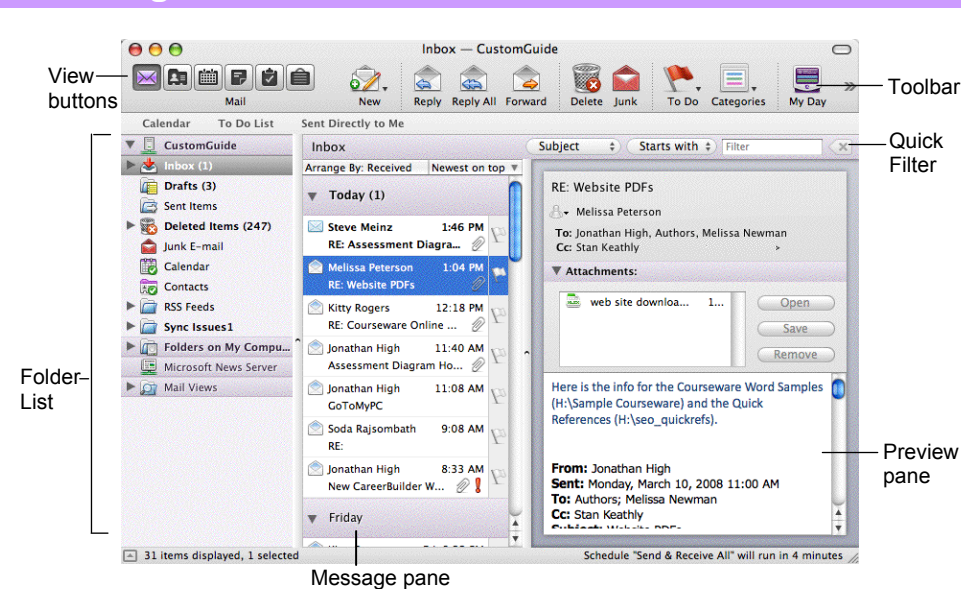 Inbox — CustomGuide
View buttons
Mail
New
Reply
Reply All
Forward
Delete
Junk
To Do
Categories
My Day
Toolbar
Calendar
To Do List
Sent Directly to Me
CustomGuide
Inbox (1)
Drafts (3)
Sent Items
Deleted Items (247)
Junk E-mail
Calendar
Contacts
RSS Feeds
Sync Issues1
Folders on My Compu...
Microsoft News Server
Mail Views
Folder List
Inbox
Subject
Starts with
Filter
Quick Filter
Arrange By: Received
Newest on top
Today (1)
Steve Meinz 1:46 PM
RE: Assessment Diagra...
Melissa Peterson 1:04 PM
RE: Website PDFs
Kitty Rogers 12:18 PM
RE: Courseware Online ...
Jonathan High 11:40 AM
Assessment Diagram Ho...
Jonathan High 11:08 AM
GoToMyPC
Soda Rajsombath 9:08 AM
RE:
Jonathan High 8:33 AM
New CareerBuilder W...
Friday
Message pane
RE: Website PDFs
Melissa Peterson
To: Jonathan High, Authors, Melissa Newman
Cc: Stan Keathly
Attachments:
web site downloa... 1...
Open
Save
Remove
Here is the info for the Courseware Word Samples
(H:\Sample Courseware) and the Quick
References (H:\seo_quickrefs).
From: Jonathan High
Sent: Monday, March 10, 2008 11:00 AM
To: Authors; Melissa Newman
Cc: Stan Keathly
Subject: Website PDFs
Preview pane
31 items displayed, 1 selected
Schedule "Send & Receive All" will run in 4 minutes